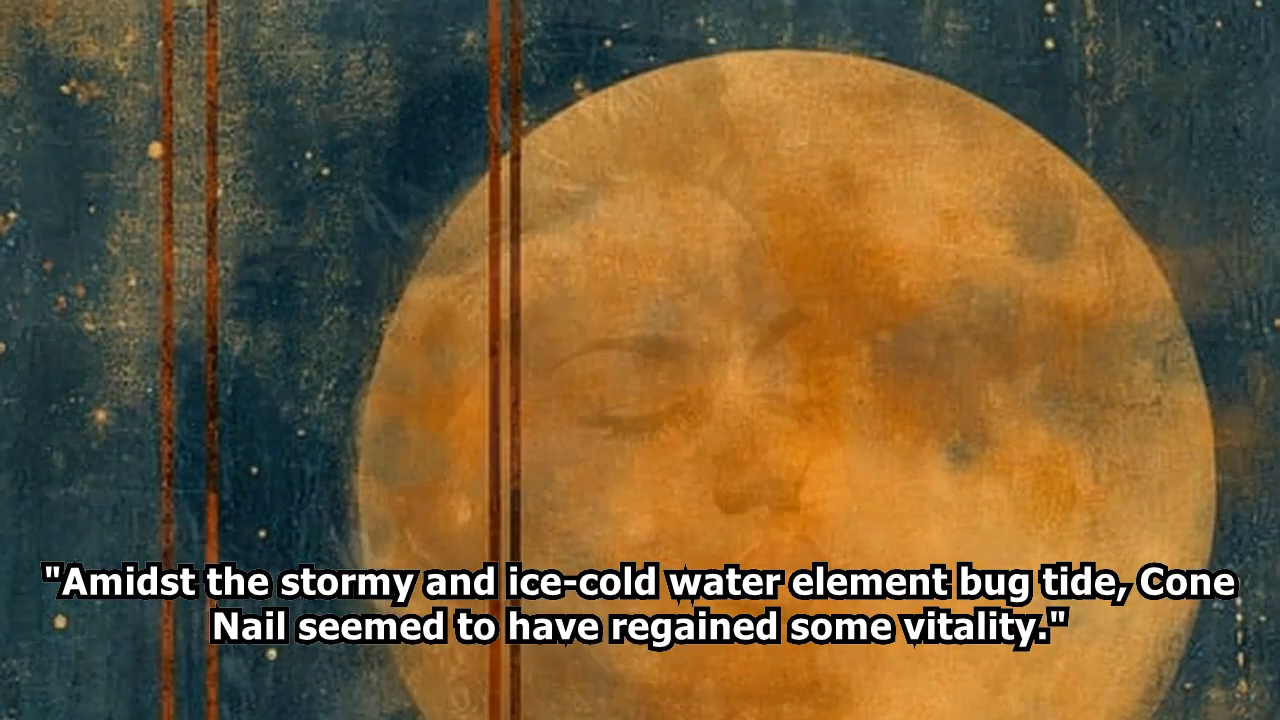 "Amidst the stormy and ice-cold water element bug tide, Cone
Nail seemed to have regained some vitality."